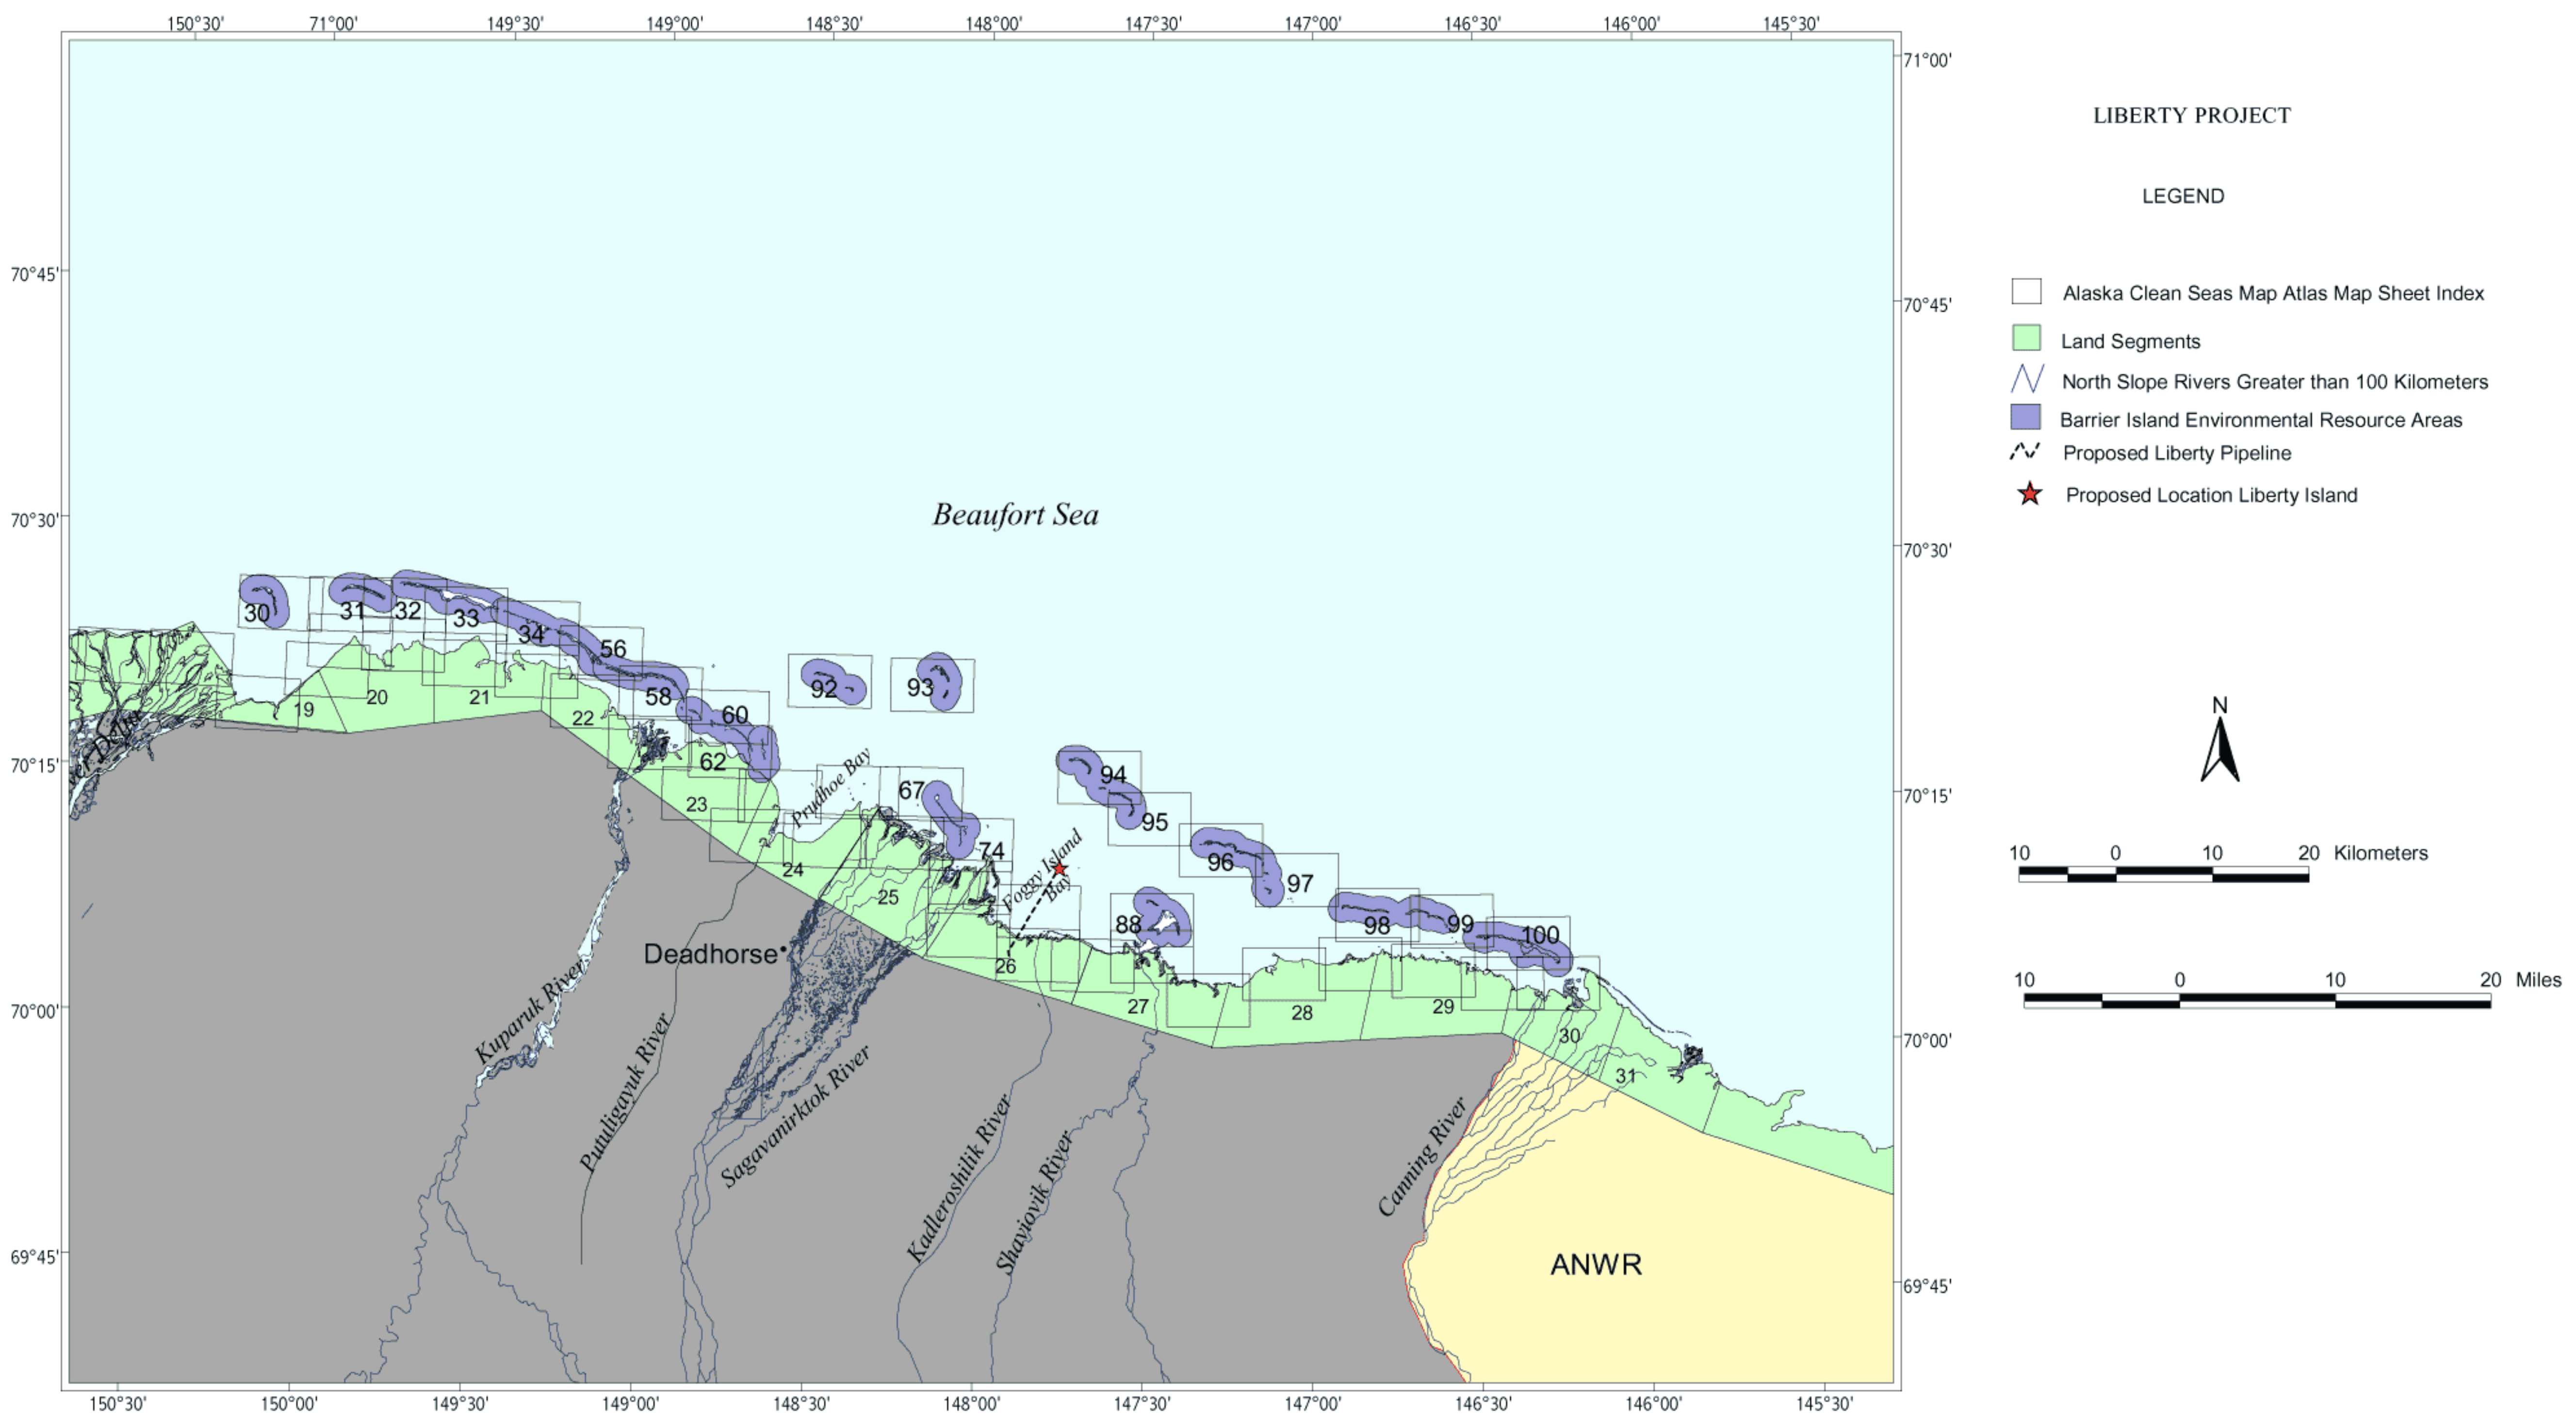 150°30' 71°00' 149°30' 149°00' 148°30' 148°00' 147°30' 147°00' 146°30' 146°00' 145°30'
71°00'
LIBERTY PROJECT
LEGEND
70°45'
70°45'
Alaska Clean Seas Map Atlas Map Sheet Index
Land Segments
North Slope Rivers Greater than 100 Kilometers
Barrier Island Environmental Resource Areas
Proposed Liberty Pipeline
Proposed Location Liberty Island
70°30'
Beaufort Sea
70°30'
30 31 32 33 34 56
92 93
58 60
19 20 21 22
N
70°15'
62
Prudhoe Bay
67
94
70°15'
23
95
74
Foggy Island
Bay
96
97
24
25
88
98 99 100
10 0 10 20 Kilometers
Deadhorse
26
27
28
29
30
10 0 10 20 Miles
70°00'
70°00'
31
Kuparuk River
Putuligayuk River
Sagavanirktok River
Kadleroshilik River
Shaviovik River
Canning River
ANWR
69°45'
69°45'
150°30' 150°00' 149°30' 149°00' 148°30' 148°00' 147°30' 147°00' 146°30' 146°00' 145°30'